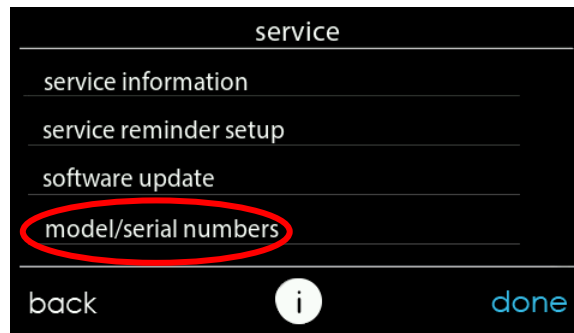 service
service information
service reminder setup
software update
model/serial numbers
back i done